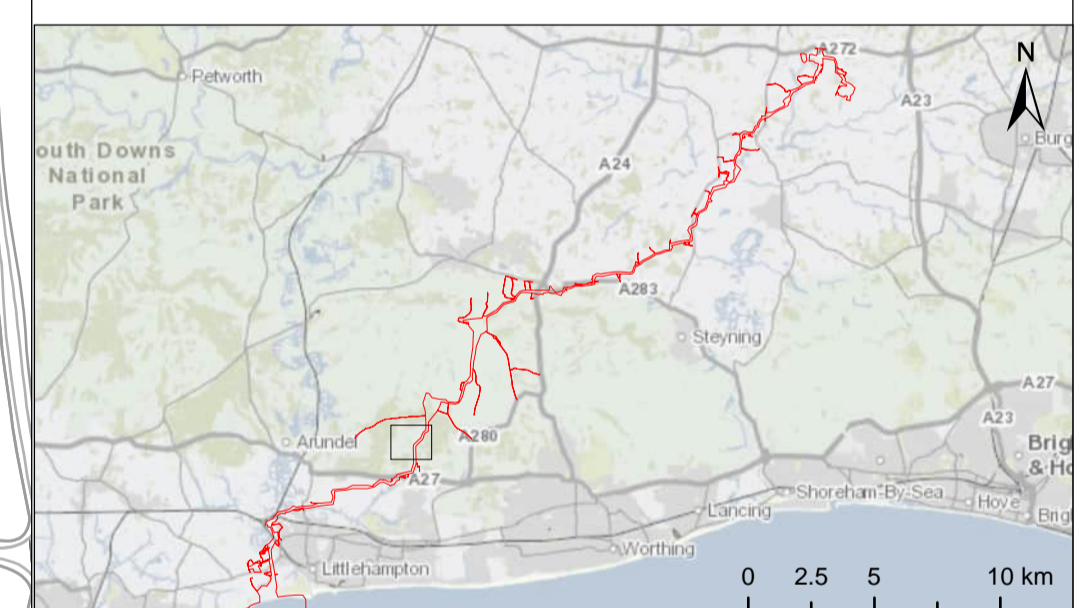 A272
N
Petworth
A23
Burg
outh Downs
National
Park
A24
A283
Steyning
A27
A23
Arundel
A280
Brig
& Ho
A27
Shoreham-By-Sea
Hove
Lancing
Brig
Worthing
Littlehampton
0 2.5 5 10 km